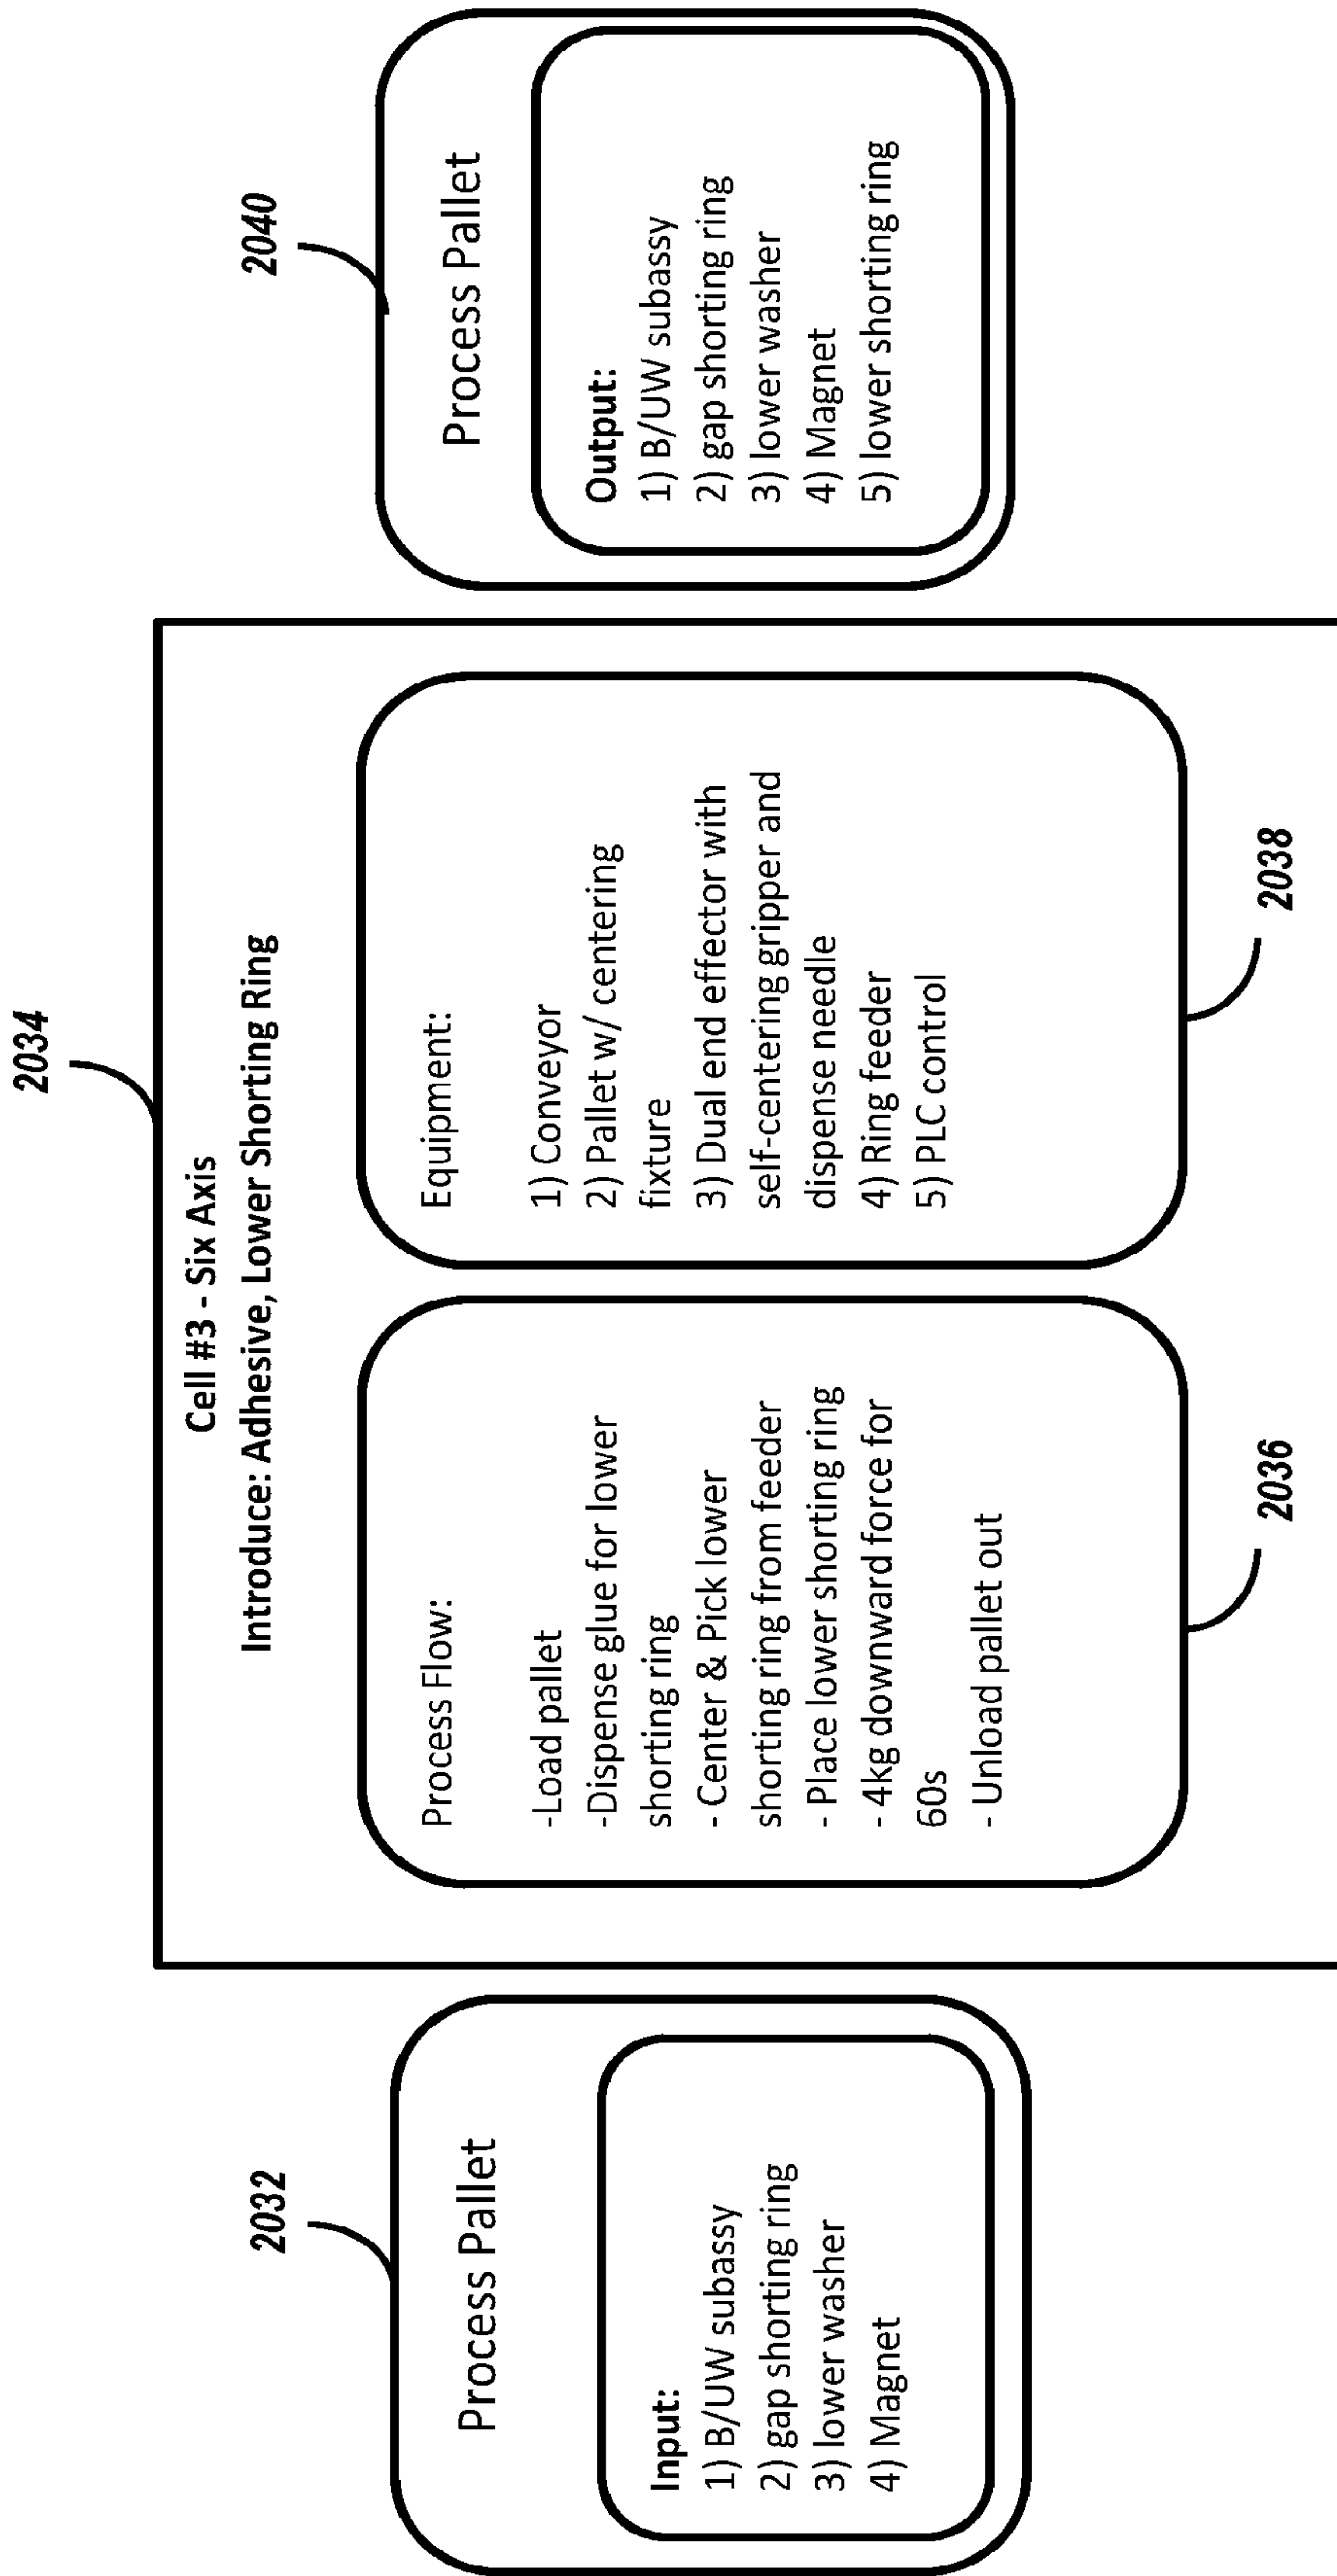 2032
Process Pallet
Input:
1) B/UW subassy
2) gap shorting ring
3) lower washer
4) Magnet
2034
Cell #3 - Six Axis
Introduce: Adhesive, Lower Shorting Ring
Process Flow:
-Load pallet
-Dispense glue for lower
shorting ring
- Center & Pick lower
shorting ring from feeder
- Place lower shorting ring
- 4kg downward force for
60s
- Unload pallet out
2036
Equipment:
1) Conveyor
2) Pallet w/ centering
fixture
3) Dual end effector with
self-centering gripper and
dispense needle
4) Ring feeder
5) PLC control
2038
2040
Process Pallet
Output:
1) B/UW subassy
2) gap shorting ring
3) lower washer
4) Magnet
5) lower shorting ring